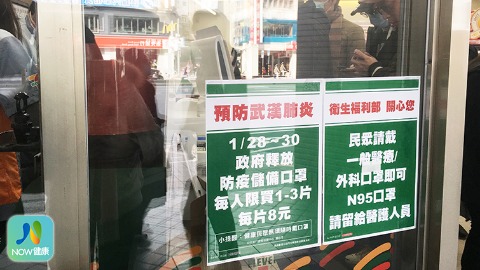 預防武漢肺炎
1/28~30
政府釋放
防疫儲備口罩
每人限買1-3片
每片8元
衛生福利部 關心您
民眾請戴
一般醫療/
外科口罩即可
N95口罩
請留給醫護人員
NOW健康